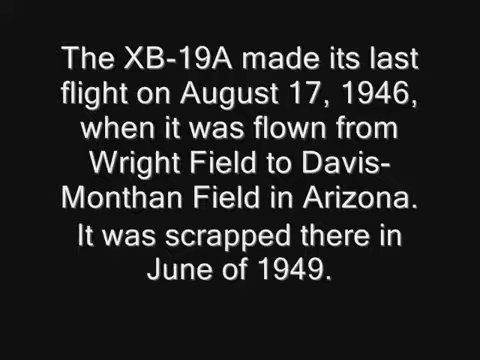 The XB-19A made its last
flight on August 17, 1946,
when it was flown from
Wright Field to Davis-
Monthan Field in Arizona.
It was scrapped there in
June of 1949.